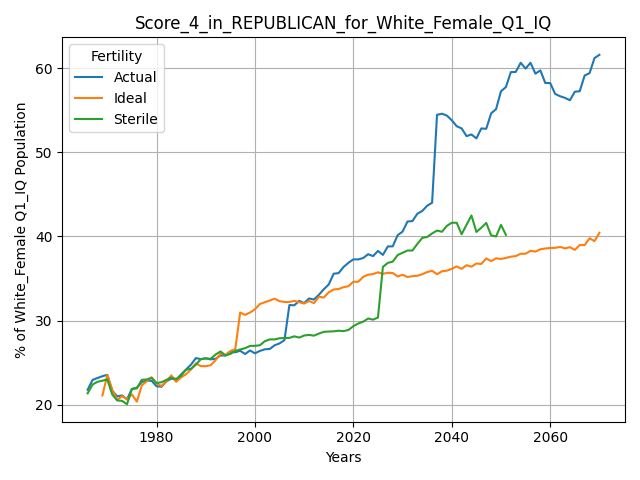 Score_4_in_REPUBLICAN_for_White_Female_Q1_IQ
Fertility
Actual
Ideal
Sterile
% of White_Female Q1_IQ Population
60
50
40
30
20
1980
2000
2020
2040
2060
Years